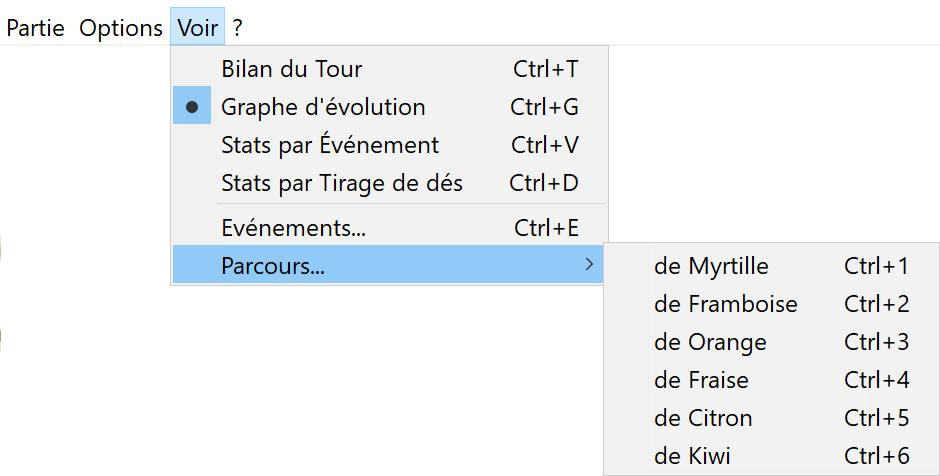 Partie Options Voir ?
Bilan du Tour Ctrl+T
Graphe d'évolution Ctrl+G
Stats par Événement Ctrl+V
Stats par Tirage de dés Ctrl+D
Evénements... Ctrl+E
Parcours...
de Myrtille Ctrl+1
de Framboise Ctrl+2
de Orange Ctrl+3
de Fraise Ctrl+4
de Citron Ctrl+5
de Kiwi Ctrl+6